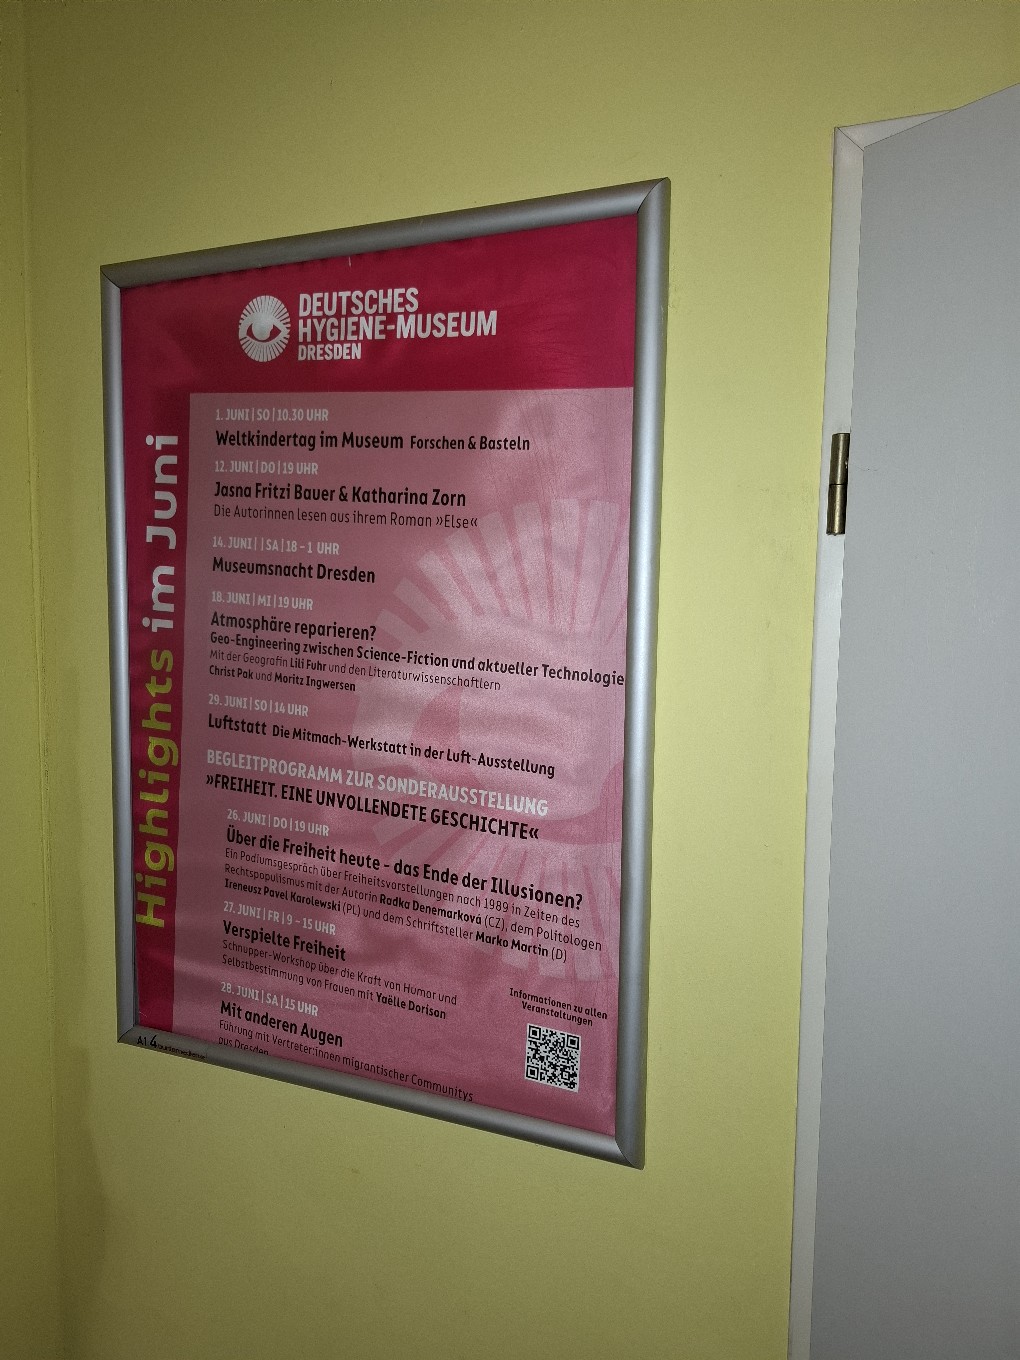 DEUTSCHES
HYGIENE-MUSEUM
DRESDEN
Highlights im Juni
1. JUNI | SO | 10.30 UHR
Weltkindertag im Museum Forschen & Basteln
12. JUNI | DO | 19 UHR
Jasna Fritzi Bauer & Katharina Zorn
Die Autorinnen lesen aus ihrem Roman »Else«
14. JUNI | | SA | 18 – 1 UHR
Museumsnacht Dresden
18. JUNI | MI | 19 UHR
Atmosphäre reparieren?
Geo-Engineering zwischen Science-Fiction und aktueller Technologie
Mit der Geografin Lili Fuhr und den Literaturwissenschaftlern
Christ Pak und Moritz Ingwersen
29. JUNI | SO | 14 UHR
Luftstatt Die Mitmach-Werkstatt in der Luft-Ausstellung
BEGLEITPROGRAMM ZUR SONDERAUSSTELLUNG
»FREIHEIT. EINE UNVOLLENDETE GESCHICHTE«
26. JUNI | DO | 19 UHR
Über die Freiheit heute – das Ende der Illusionen?
Ein Podiumsgespräch über Freiheitsvorstellungen nach 1989 in Zeiten des
Rechtspopulismus mit der Autorin Radka Denemarková (CZ), dem Politologen
Ireneusz Pavel Karolewski (PL) und dem Schriftsteller Marko Martin (D)
27. JUNI | FR | 9 – 15 UHR
Verspielte Freiheit
Schnupper-Workshop über die Kraft von Humor und
Selbstbestimmung von Frauen mit Yaëlle Dorison
28. JUNI | SA | 15 UHR
Mit anderen Augen
Führung mit Vertreter:innen migrantischer Communitys
aus Dresden
Informationen zu allen
Veranstaltungen
A1 4